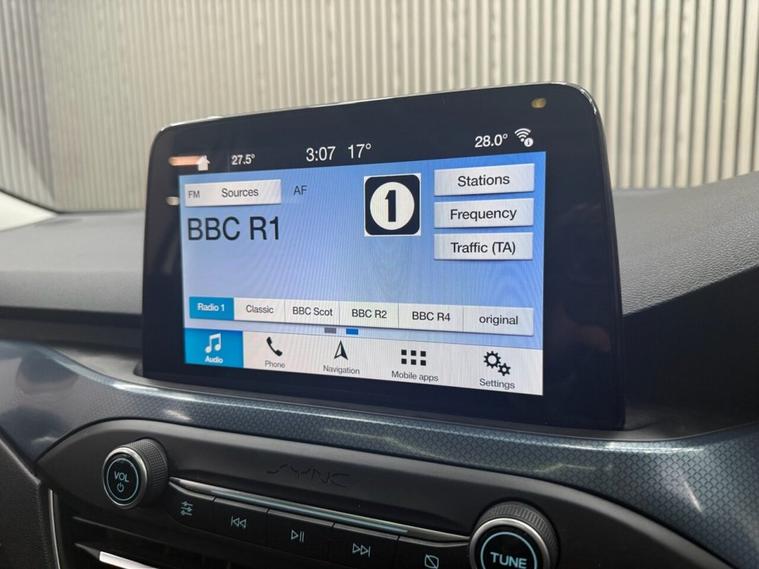 27.5° 3:07 17° 28.0°
FM Sources AF
1
Stations
BBC R1
Frequency
Traffic (TA)
Radio 1 Classic BBC Scot BBC R2 BBC R4 original
Audio Phone Navigation Mobile apps Settings
SYNC
VOL
TUNE